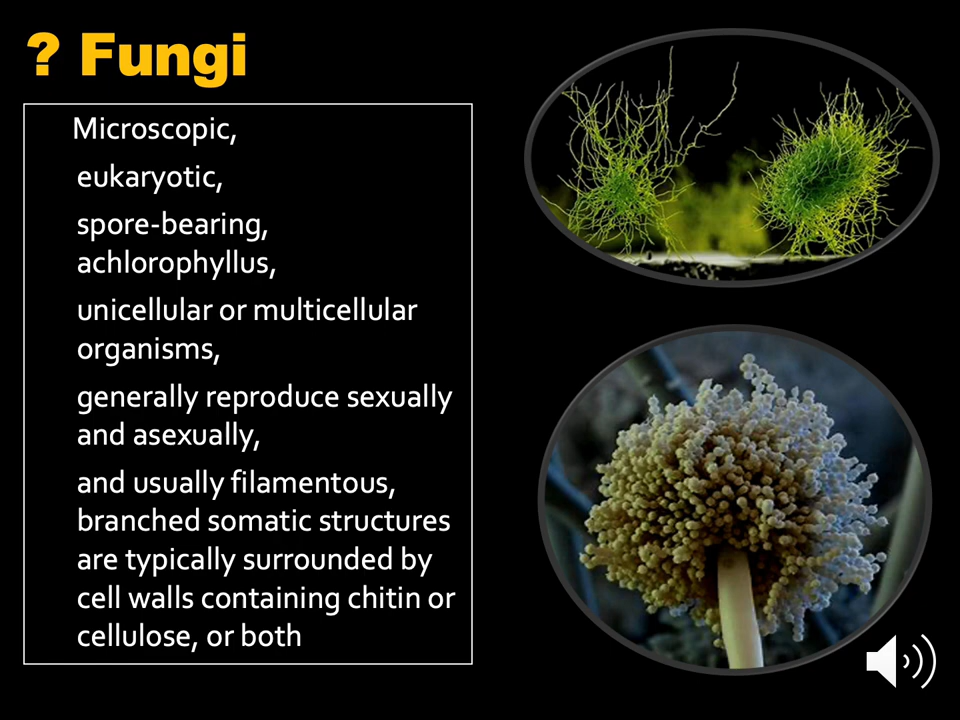 ? Fungi
Microscopic,
eukaryotic,
spore-bearing,
achlorophyllus,
unicellular or multicellular
organisms,
generally reproduce sexually
and asexually,
and usually filamentous,
branched somatic structures
are typically surrounded by
cell walls containing chitin or
cellulose, or both